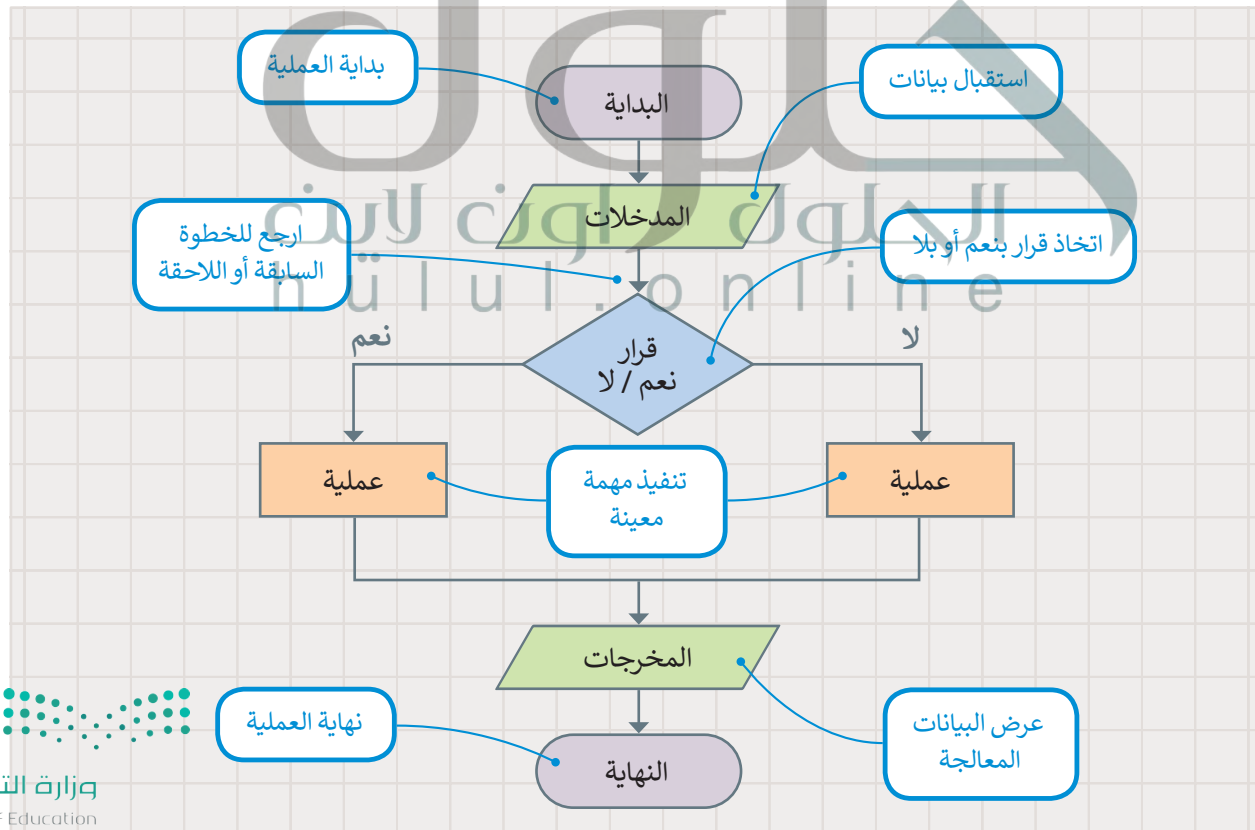 بداية العملية
البداية
استقبال بيانات
المدخلات
ارجع للخطوة
السابقة أو اللاحقة
اتخاذ قرار بنعم أو بلا
حلول
الحلول اون لاين
hulul.online
نعم
لا
قرار
نعم / لا
عملية
تنفيذ مهمة
معينة
عملية
المخرجات
نهاية العملية
النهاية
عرض البيانات
المعالجة
وزارة
Education